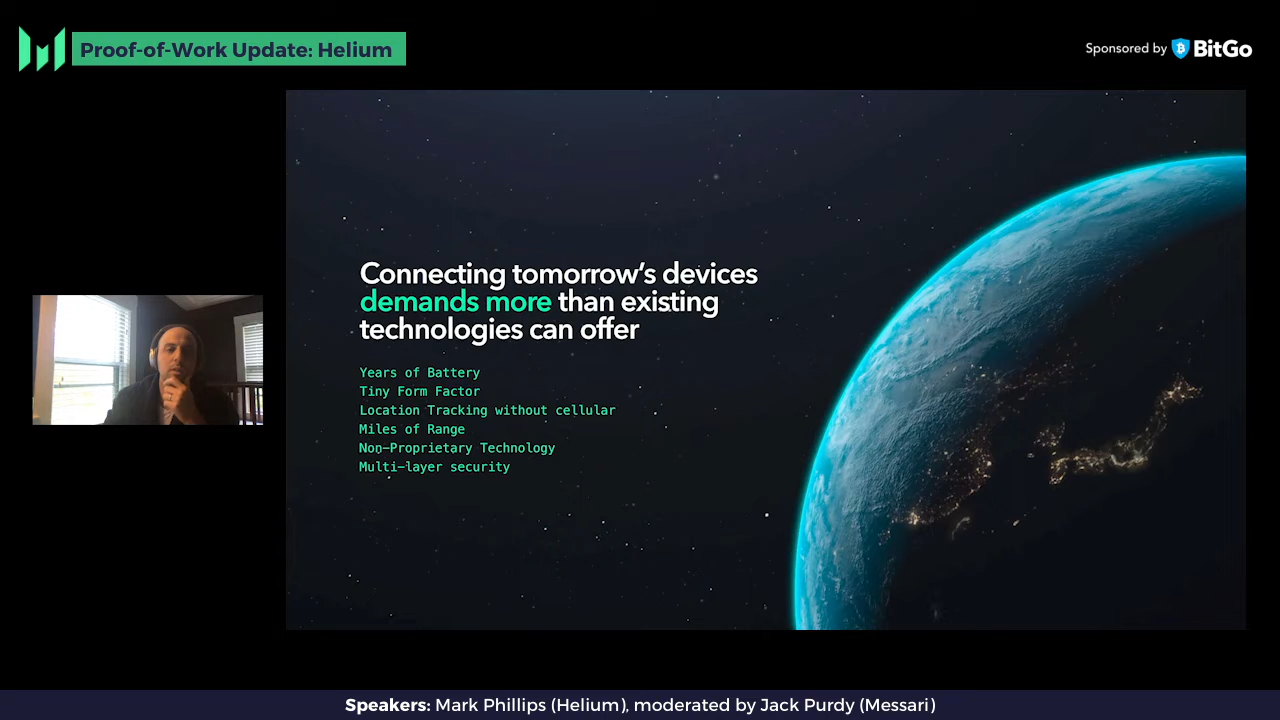 Proof-of-Work Update: Helium
Sponsored by BitGo
Connecting tomorrow's devices
demands more than existing
technologies can offer
Years of Battery
Tiny Form Factor
Location Tracking without cellular
Miles of Range
Non-Proprietary Technology
Multi-layer security
Speakers: Mark Phillips (Helium), moderated by Jack Purdy (Messari)